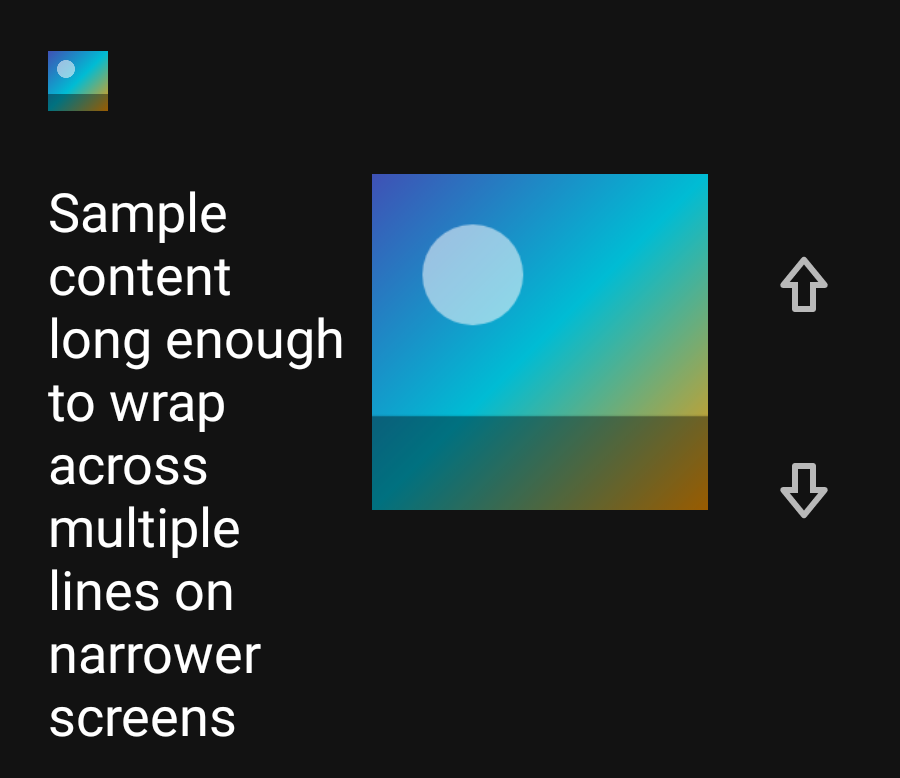 Sample
content
long enough
to wrap
across
multiple
lines on
narrower
screens